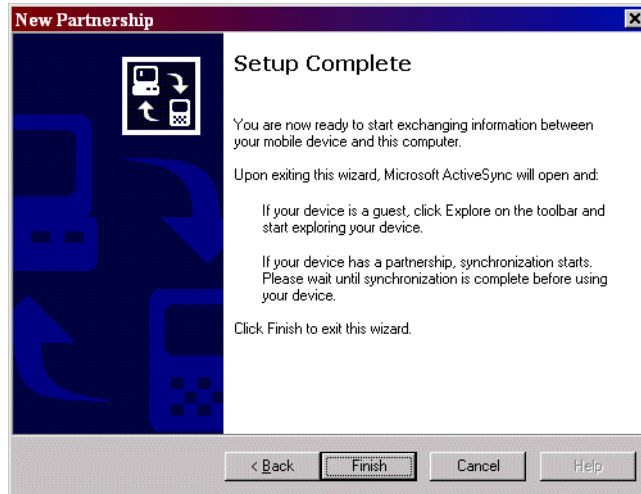 New Partnership
Setup Complete
You are now ready to start exchanging information between
your mobile device and this computer.
Upon exiting this wizard, Microsoft ActiveSync will open and:
If your device is a guest, click Explore on the toolbar and
start exploring your device.
If your device has a partnership, synchronization starts.
Please wait until synchronization is complete before using
your device.
Click Finish to exit this wizard.
< Back
Finish
Cancel
Help